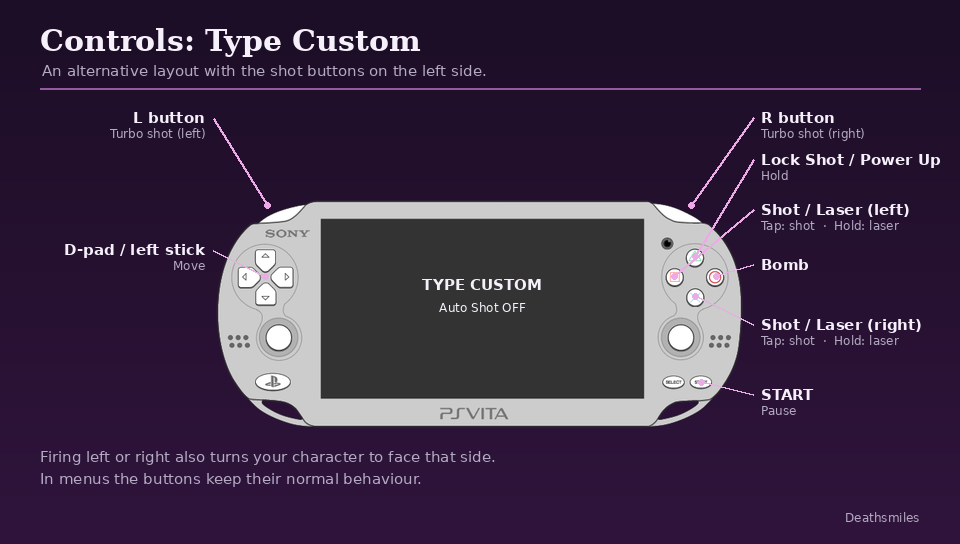 Controls: Type Custom
An alternative layout with the shot buttons on the left side.
L button
Turbo shot (left)
D-pad / left stick
Move
R button
Turbo shot (right)
Lock Shot / Power Up
Hold
Shot / Laser (left)
Tap: shot · Hold: laser
Bomb
Shot / Laser (right)
Tap: shot · Hold: laser
START
Pause
SONY
TYPE CUSTOM
Auto Shot OFF
SELECT
PSVITA
Firing left or right also turns your character to face that side.
In menus the buttons keep their normal behaviour.
Deathsmiles